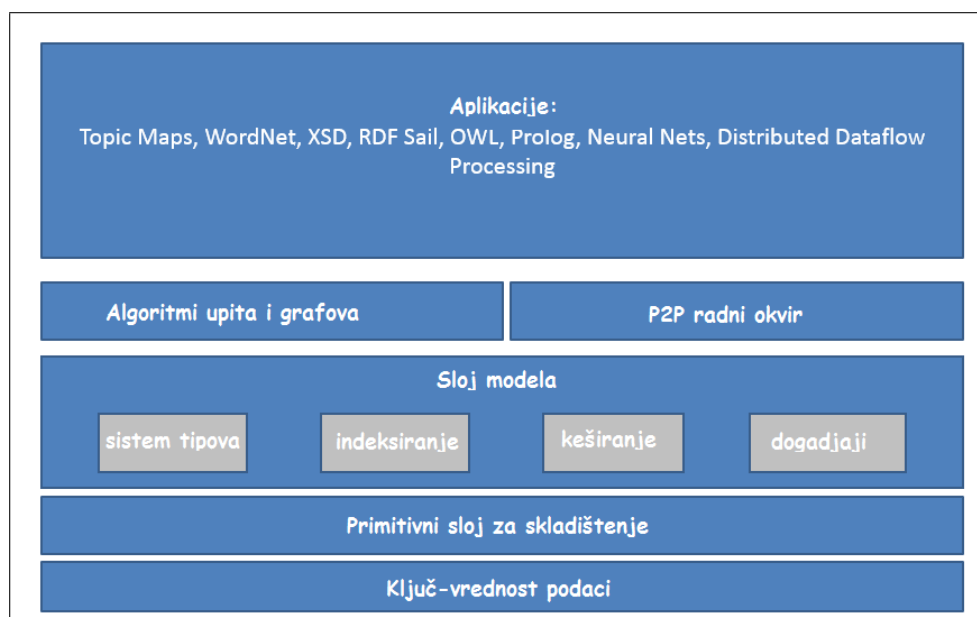 Aplikacije:
Topic Maps, WordNet, XSD, RDF Sail, OWL, Prolog, Neural Nets, Distributed Dataflow
Processing
Algoritmi upita i grafova
P2P radni okvir
Sloj modela
sistem tipova
indeksiranje
keširanje
dogadjaji
Primitivni sloj za skladištenje
Ključ-vrednost podaci